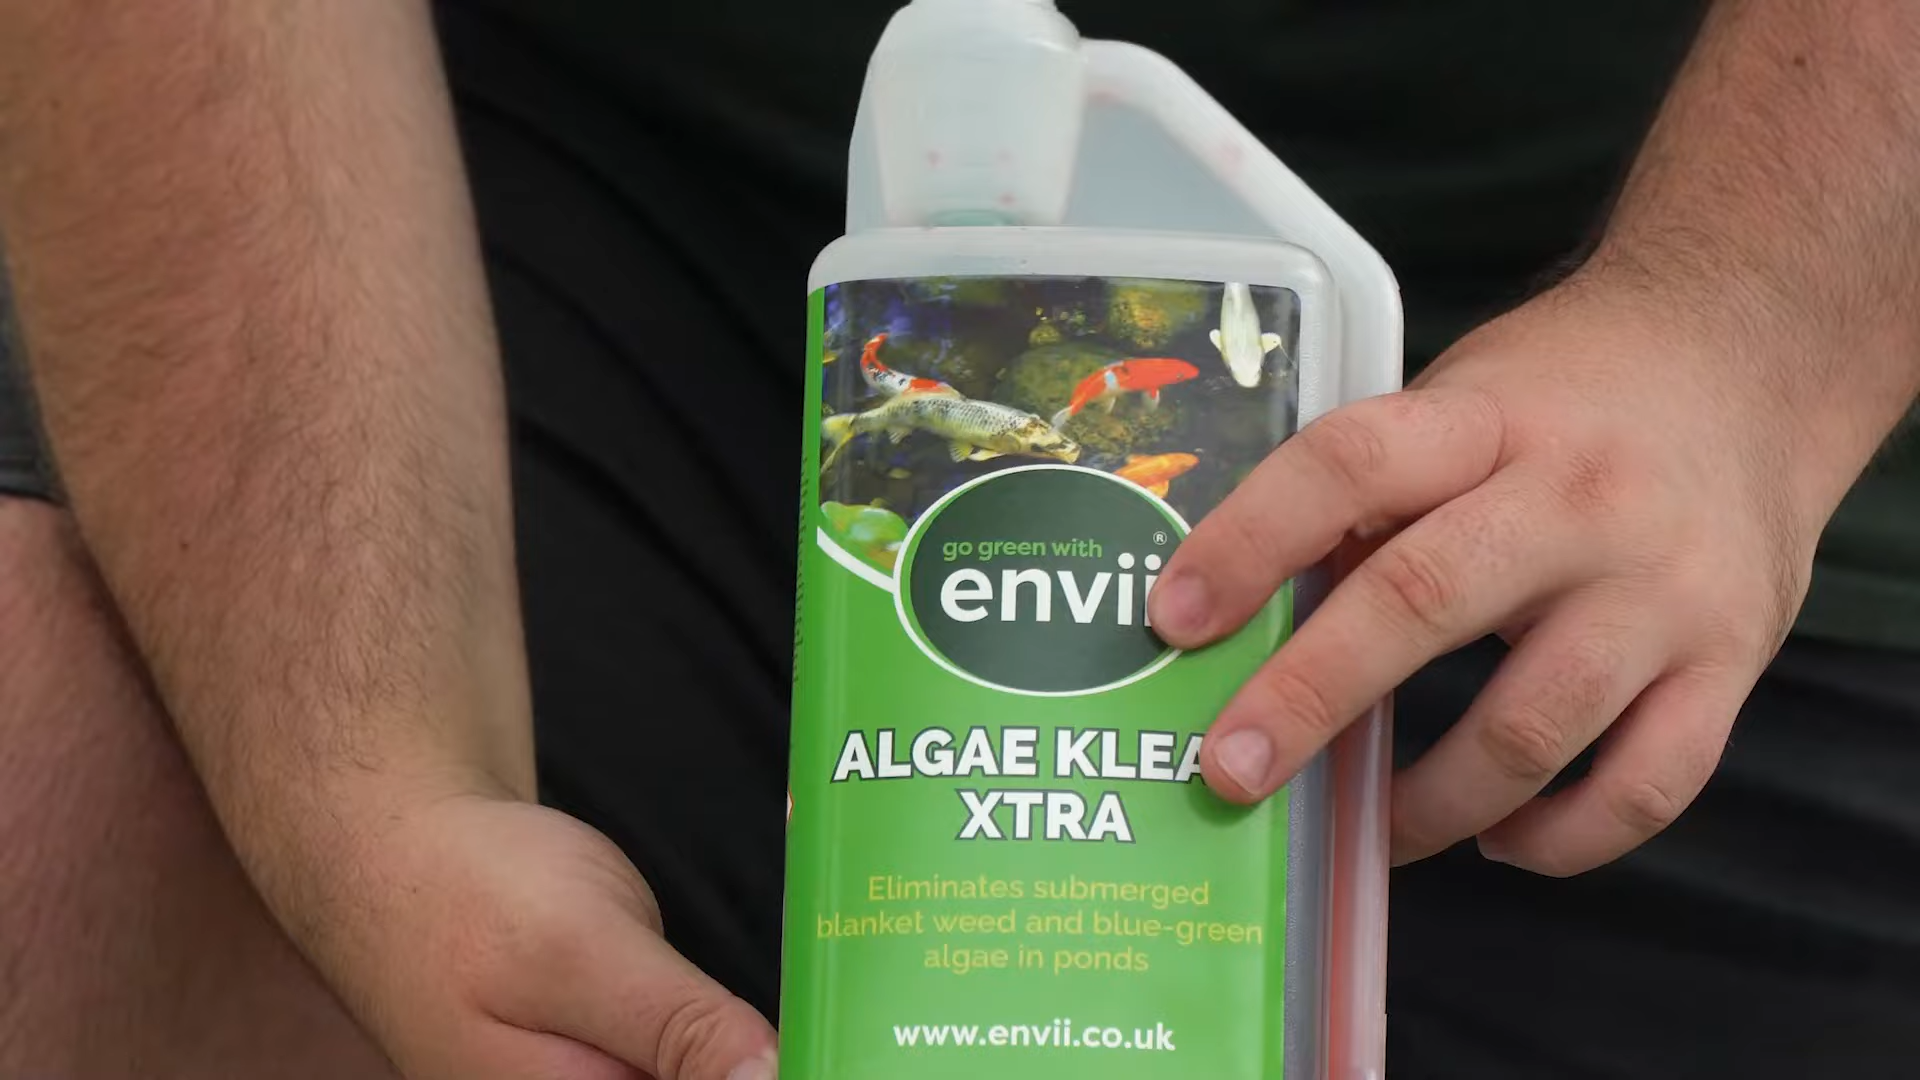 go green with
envii
®
ALGAE KLEA
XTRA
Eliminates submerged
blanket weed and blue-green
algae in ponds
www.envii.co.uk